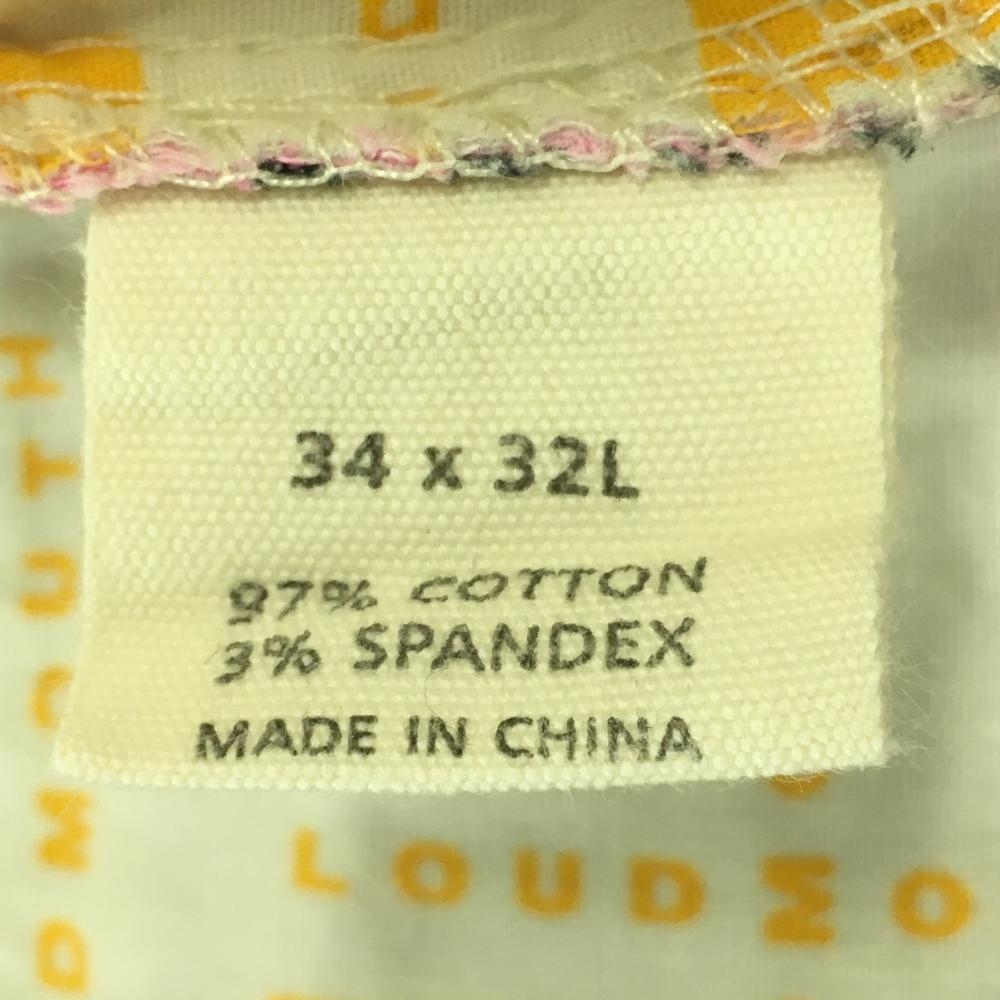 34 x 32L
97% COTTON
3% SPANDEX
MADE IN CHINA
LOUDMO